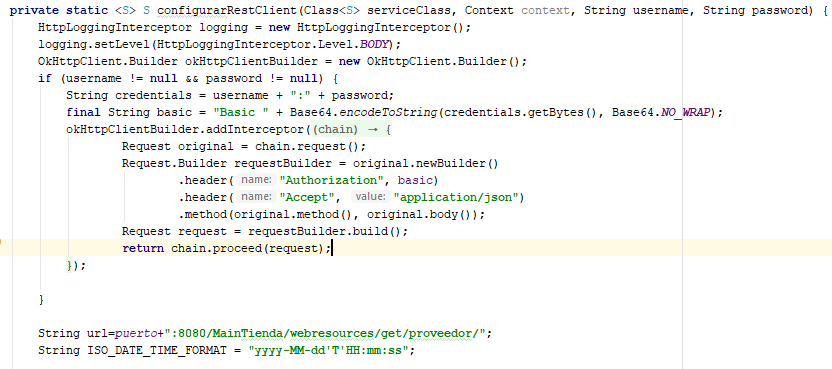 private static <S> S configurarRestClient(Class<S> serviceClass, Context context, String username, String password) {
HttpLoggingInterceptor logging = new HttpLoggingInterceptor();
logging.setLevel(HttpLoggingInterceptor.Level.BODY);
OkHttpClient.Builder okHttpClientBuilder = new OkHttpClient.Builder();
if (username != null && password != null) {
String credentials = username + ":" + password;
final String basic = "Basic " + Base64.encodeToString(credentials.getBytes(), Base64.NO_WRAP);
okHttpClientBuilder.addInterceptor((chain) → {
Request original = chain.request();
Request.Builder requestBuilder = original.newBuilder()
.header( name: "Authorization", basic)
.header( name: "Accept", value: "application/json")
.method(original.method(), original.body());
Request request = requestBuilder.build();
return chain.proceed(request);
});
}
String url=puerto+":8080/MainTienda/webresources/get/proveedor/";
String ISO_DATE_TIME_FORMAT = "yyyy-MM-dd'T'HH:mm:ss";